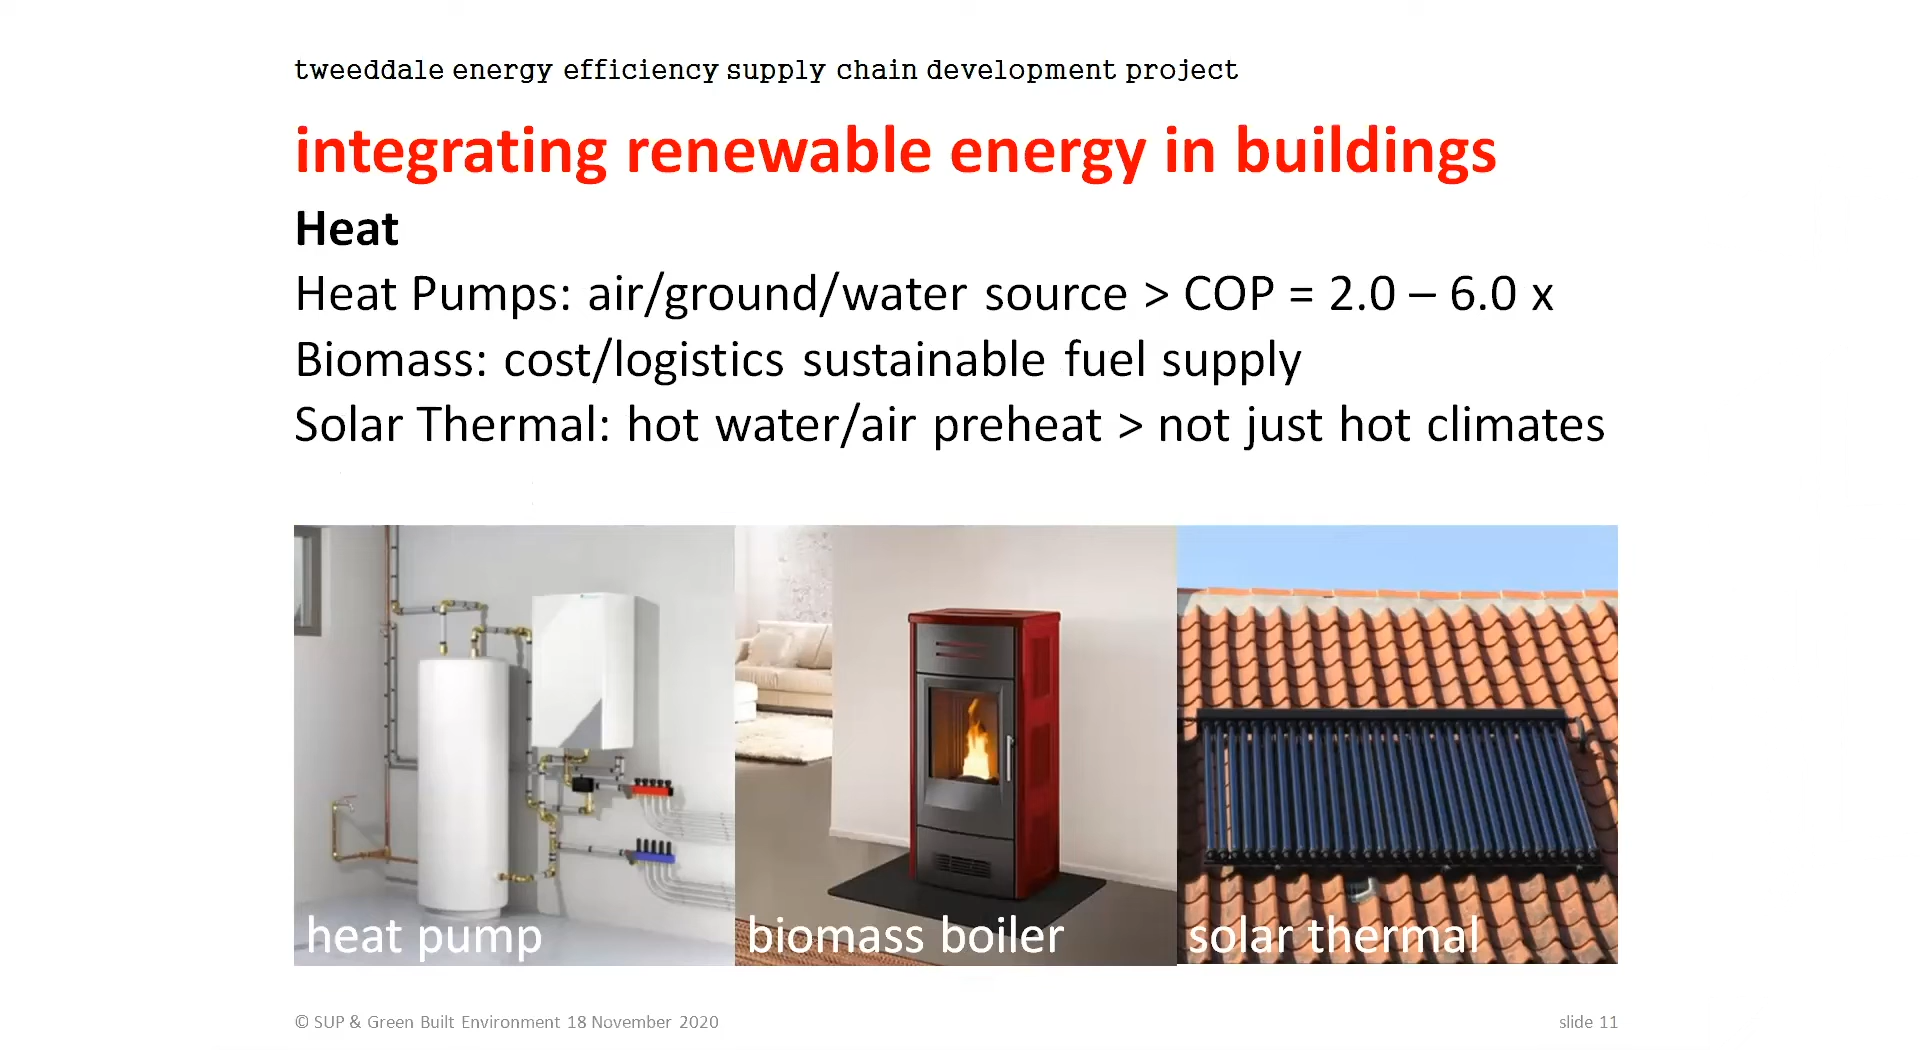 tweeddale energy efficiency supply chain development project
integrating renewable energy in buildings
Heat
Heat Pumps: air/ground/water source > COP = 2.0 – 6.0 x
Biomass: cost/logistics sustainable fuel supply
Solar Thermal: hot water/air preheat > not just hot climates
heat pump
biomass boiler
solar thermal
© SUP & Green Built Environment 18 November 2020
slide 11